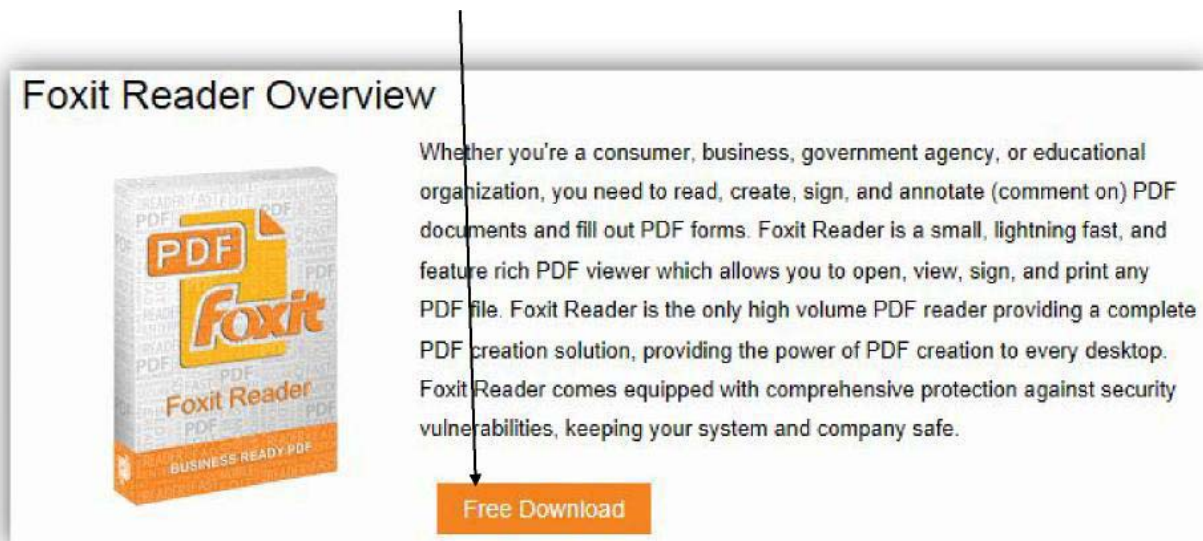 Foxit Reader Overview
Whether you're a consumer, business, government agency, or educational
organization, you need to read, create, sign, and annotate (comment on) PDF
documents and fill out PDF forms. Foxit Reader is a small, lightning fast, and
feature rich PDF viewer which allows you to open, view, sign, and print any
PDF file. Foxit Reader is the only high volume PDF reader providing a complete
PDF creation solution, providing the power of PDF creation to every desktop.
Foxit Reader comes equipped with comprehensive protection against security
vulnerabilities, keeping your system and company safe.
PDF
foxit
Foxit Reader
BUSINESS READY PDF
Free Download